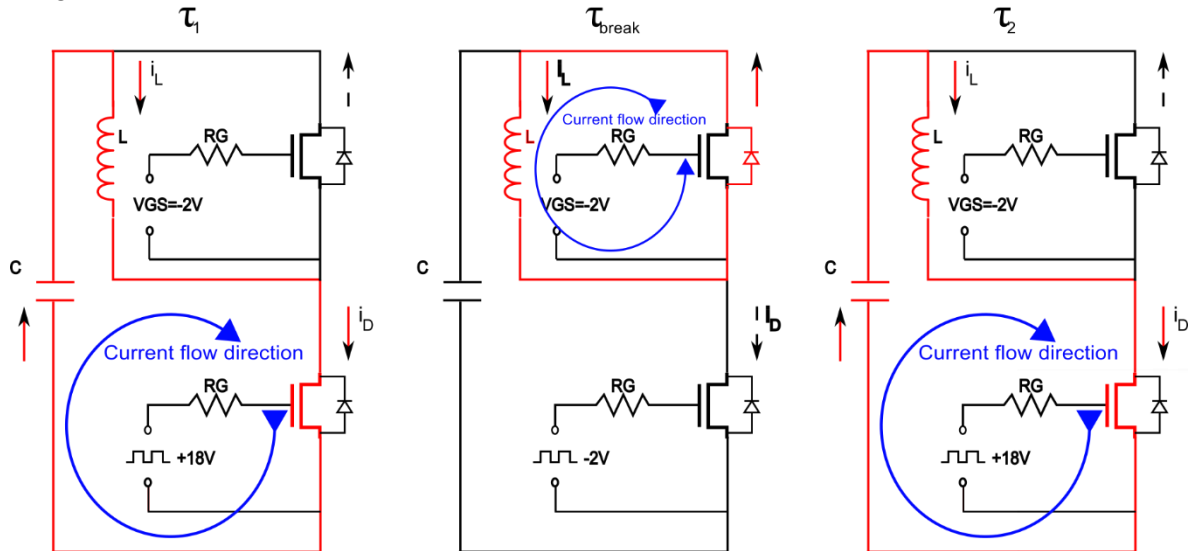 τ1
iL
RG
L
VGS=-2V
C
iD
Current flow direction
RG
+18V
τbreak
IL
Current flow direction
RG
L
VGS=-2V
C
ID
RG
-2V
τ2
iL
RG
L
VGS=-2V
C
iD
Current flow direction
RG
+18V